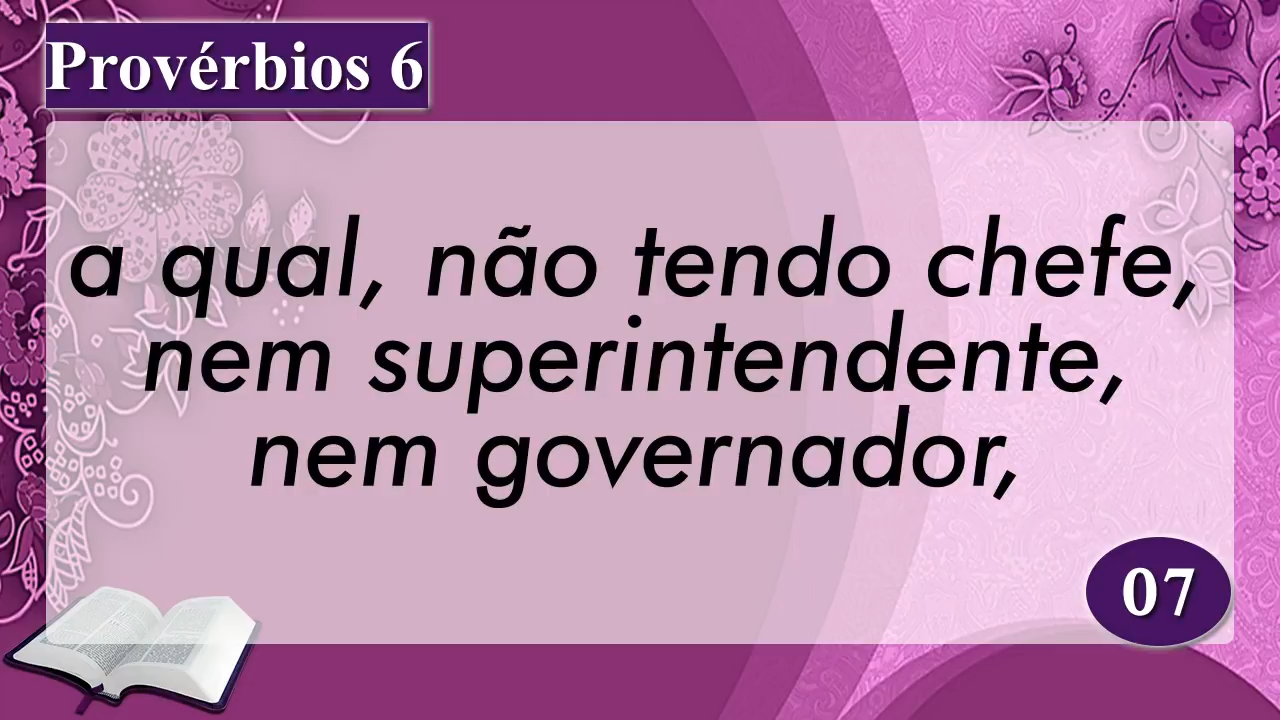 Provérbios 6
a qual, não tendo chefe,
nem superintendente,
nem governador,
07